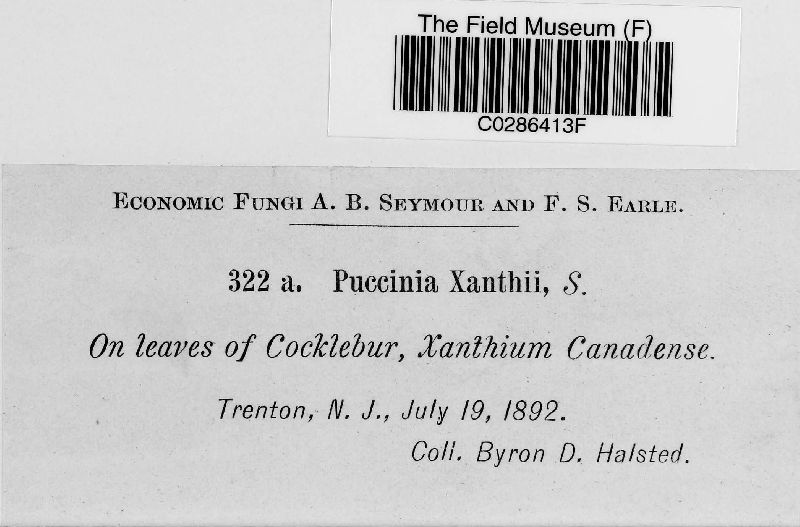 The Field Museum (F)
C0286413F
Economic Fungi A. B. Seymour and F. S. Earle.
322 a. Puccinia Xanthii, S.
On leaves of Cocklebur, Xanthium Canadense.
Trenton, N. J., July 19, 1892.
Coll. Byron D. Halsted.